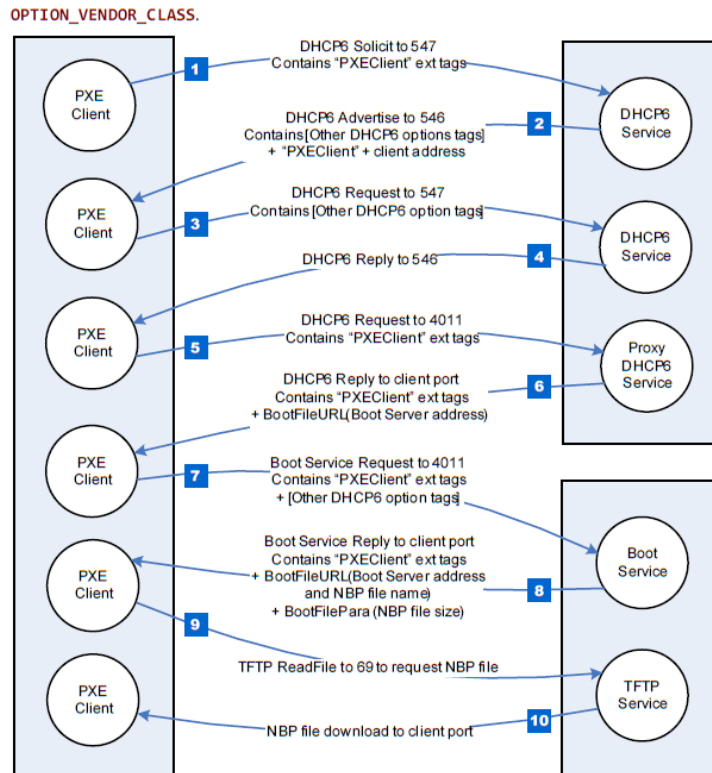 OPTION_VENDOR_CLASS.
1
DHCP6 Solicit to 547
Contains "PXEClient" ext tags
PXE
Client
DHCP6
Service
2
DHCP6 Advertise to 546
Contains[Other DHCP6 options tags]
+ "PXEClient" + client address
PXE
Client
3
DHCP6 Request to 547
Contains [Other DHCP6 option tags]
DHCP6
Service
4
DHCP6 Reply to 546
PXE
Client
5
DHCP6 Request to 4011
Contains "PXEClient" ext tags
Proxy
DHCP6
Service
6
DHCP6 Reply to client port
Contains "PXEClient" ext tags
+ BootFileURL(Boot Server address)
PXE
Client
7
Boot Service Request to 4011
Contains "PXEClient" ext tags
+ [Other DHCP6 option tags]
Boot
Service
8
Boot Service Reply to client port
Contains "PXEClient" ext tags
+ BootFileURL(Boot Server address
and NBP file name)
+ BootFilePara (NBP file size)
PXE
Client
9
TFTP ReadFile to 69 to request NBP file
TFTP
Service
10
NBP file download to client port
PXE
Client